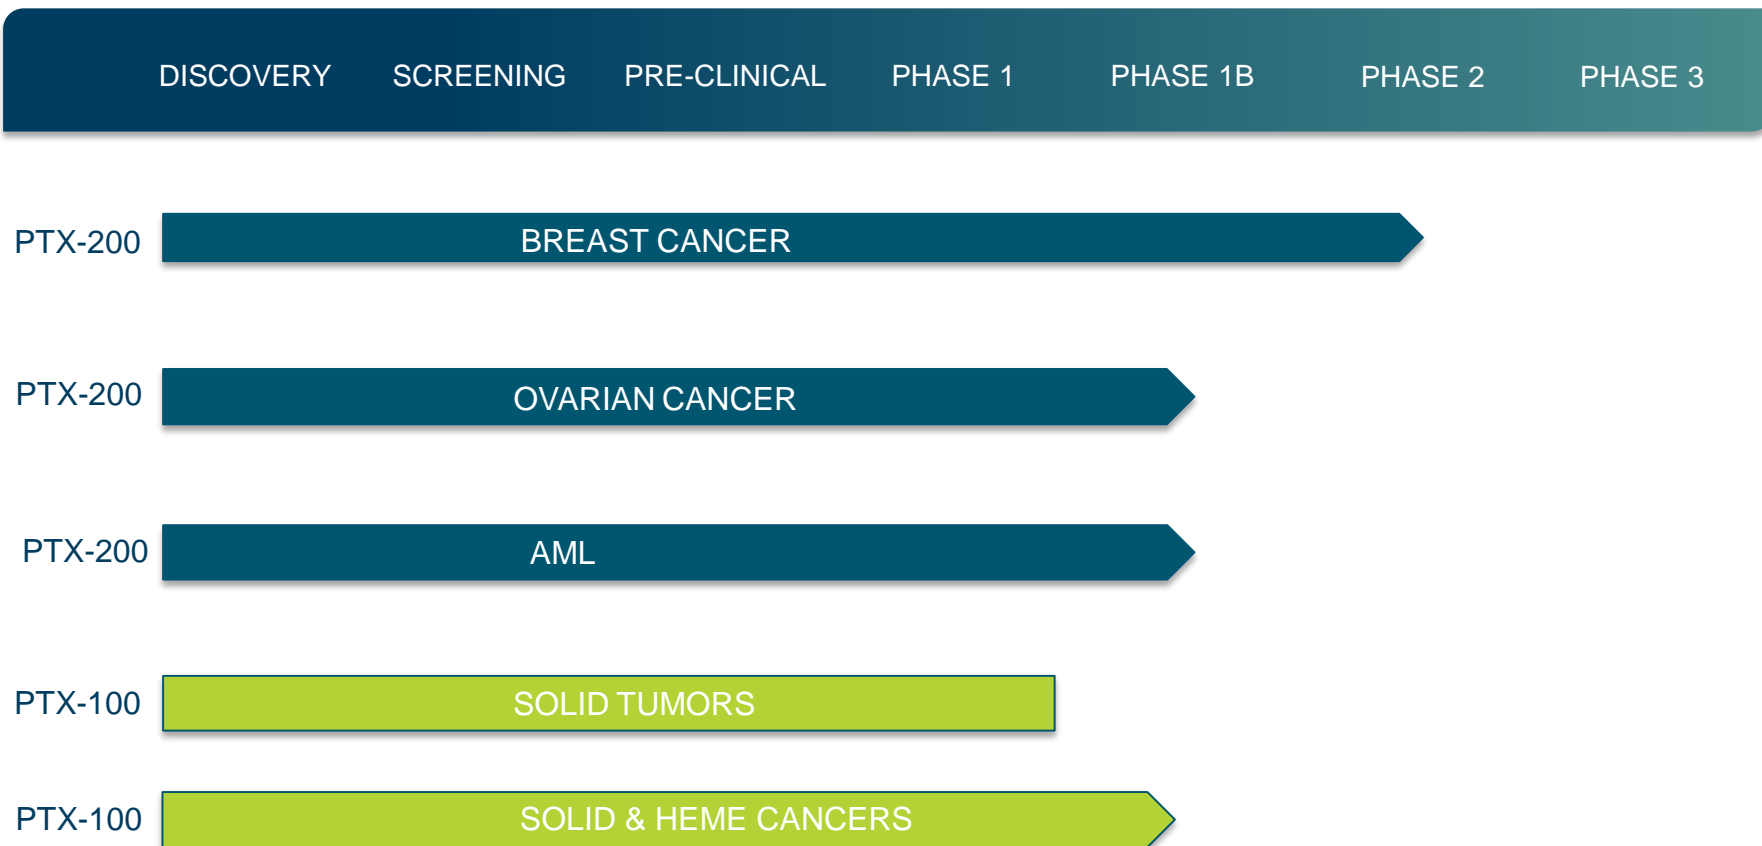 DISCOVERY SCREENING PRE-CLINICAL PHASE 1 PHASE 1B PHASE 2 PHASE 3
PTX-200 BREAST CANCER
PTX-200 OVARIAN CANCER
PTX-200 AML
PTX-100 SOLID TUMORS
PTX-100 SOLID & HEME CANCERS